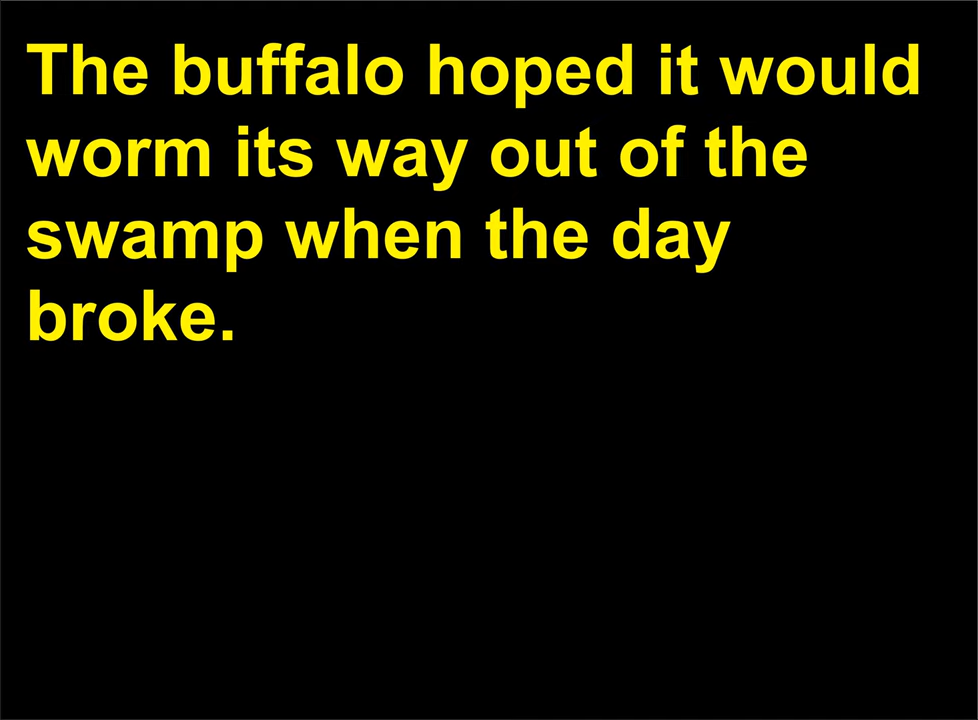 The buffalo hoped it would
worm its way out of the
swamp when the day
broke.